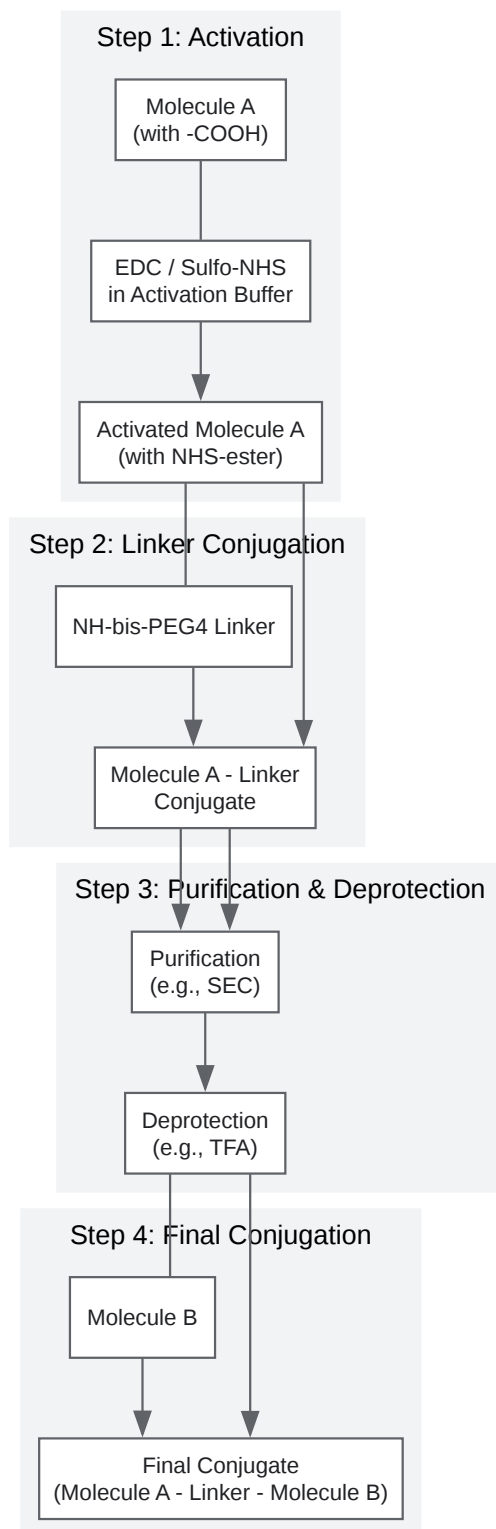 Step 1: Activation
Molecule A
(with -COOH)
EDC / Sulfo-NHS
in Activation Buffer
Activated Molecule A
(with NHS-ester)
Step 2: Linker Conjugation
NH-bis-PEG4 Linker
Molecule A - Linker
Conjugate
Step 3: Purification & Deprotection
Purification
(e.g., SEC)
Deprotection
(e.g., TFA)
Step 4: Final Conjugation
Molecule B
Final Conjugate
(Molecule A - Linker - Molecule B)